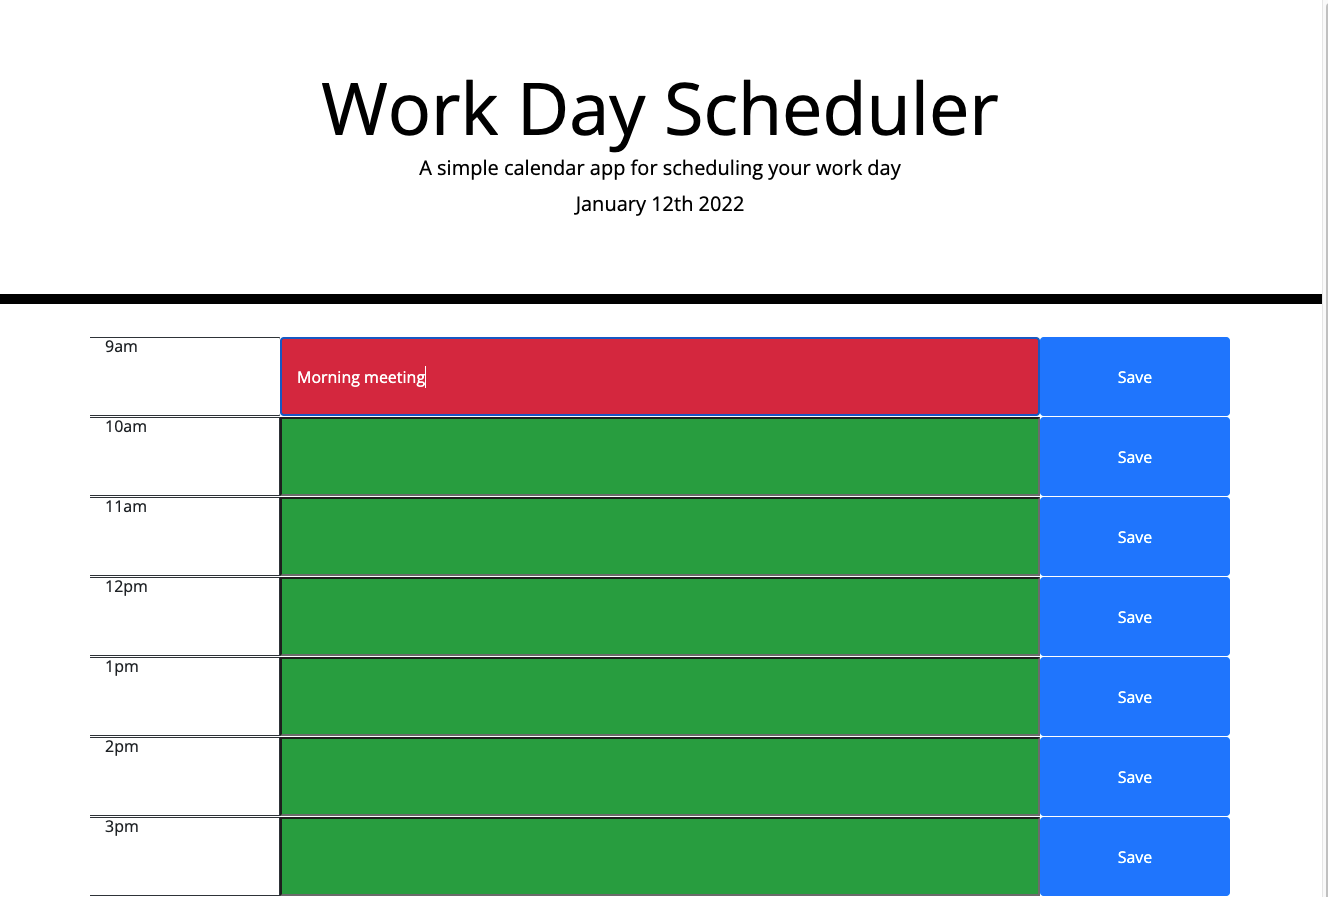 Work Day Scheduler
A simple calendar app for scheduling your work day
January 12th 2022
9am
Morning meeting
Save
10am
Save
11am
Save
12pm
Save
1pm
Save
2pm
Save
3pm
Save